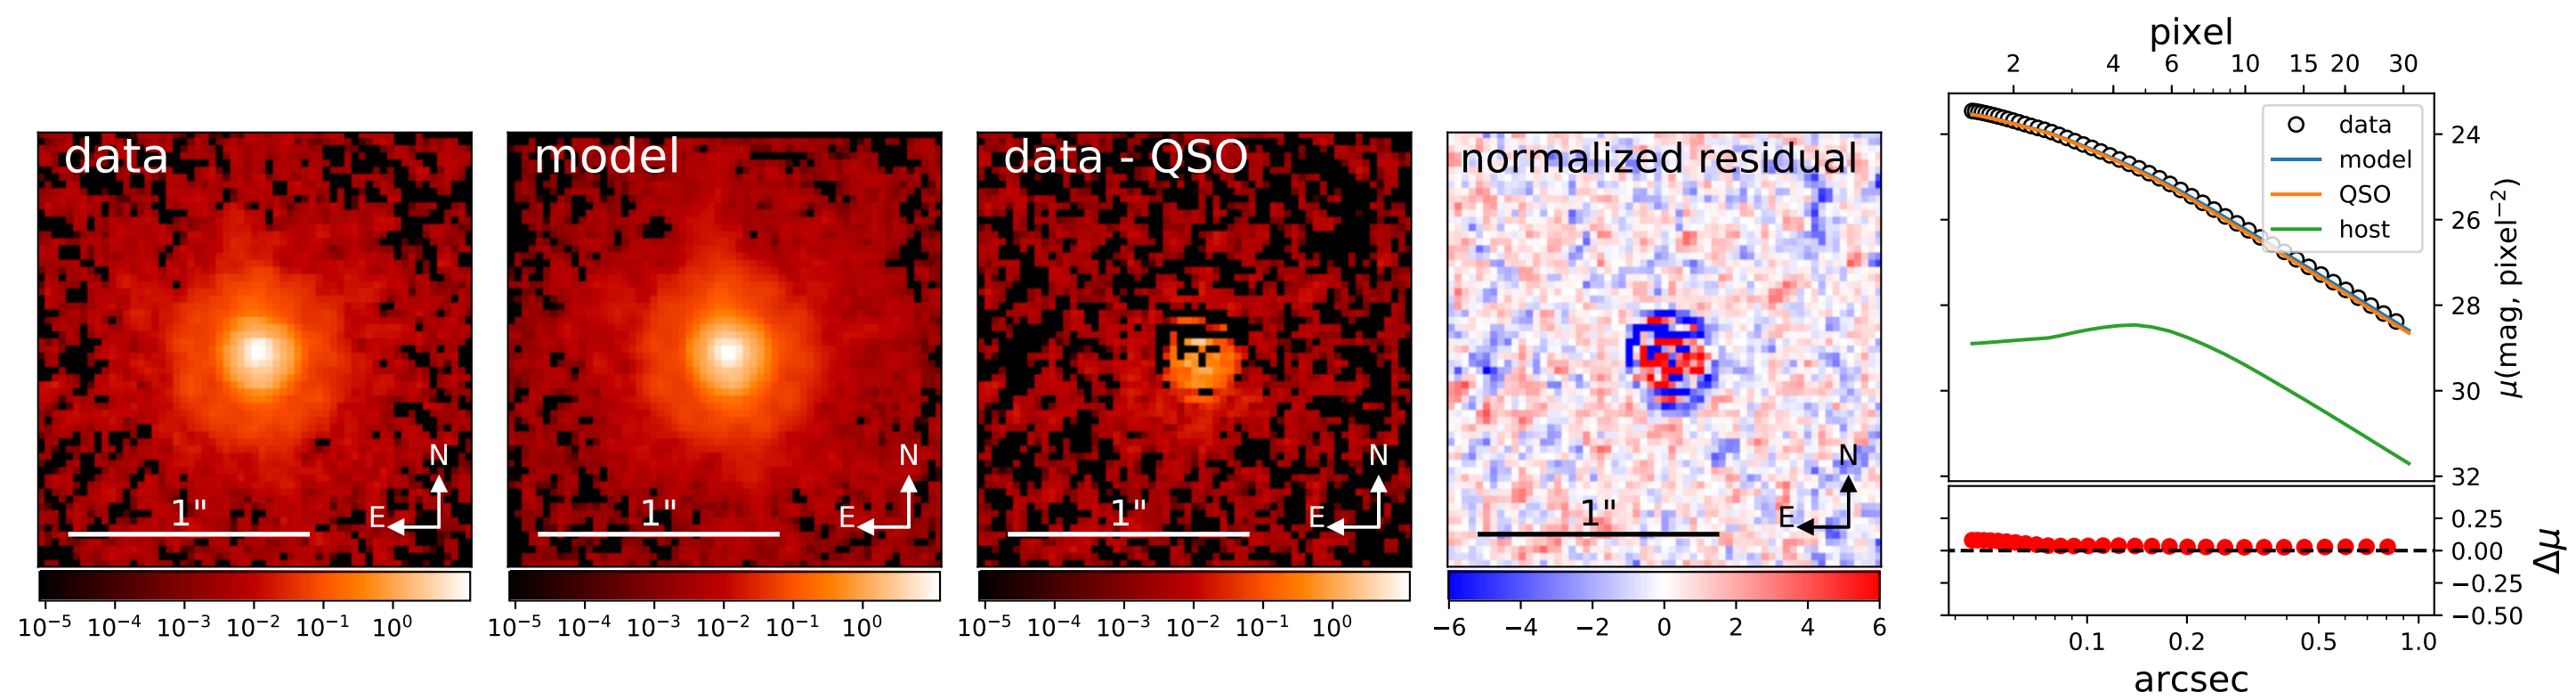 data
1"
N
E
10⁻⁵ 10⁻⁴ 10⁻³ 10⁻² 10⁻¹ 10⁰
model
1"
N
E
10⁻⁵ 10⁻⁴ 10⁻³ 10⁻² 10⁻¹ 10⁰
data - QSO
1"
N
E
10⁻⁵ 10⁻⁴ 10⁻³ 10⁻² 10⁻¹ 10⁰
normalized residual
1"
N
E
−6 −4 −2 0 2 4 6
pixel
2 4 6 10 15 20 30
data
model
QSO
host
24
26
28
30
32
μ(mag, pixel⁻²)
0.25
0.00
−0.25
−0.50
Δμ
0.1 0.2 0.5 1.0
arcsec